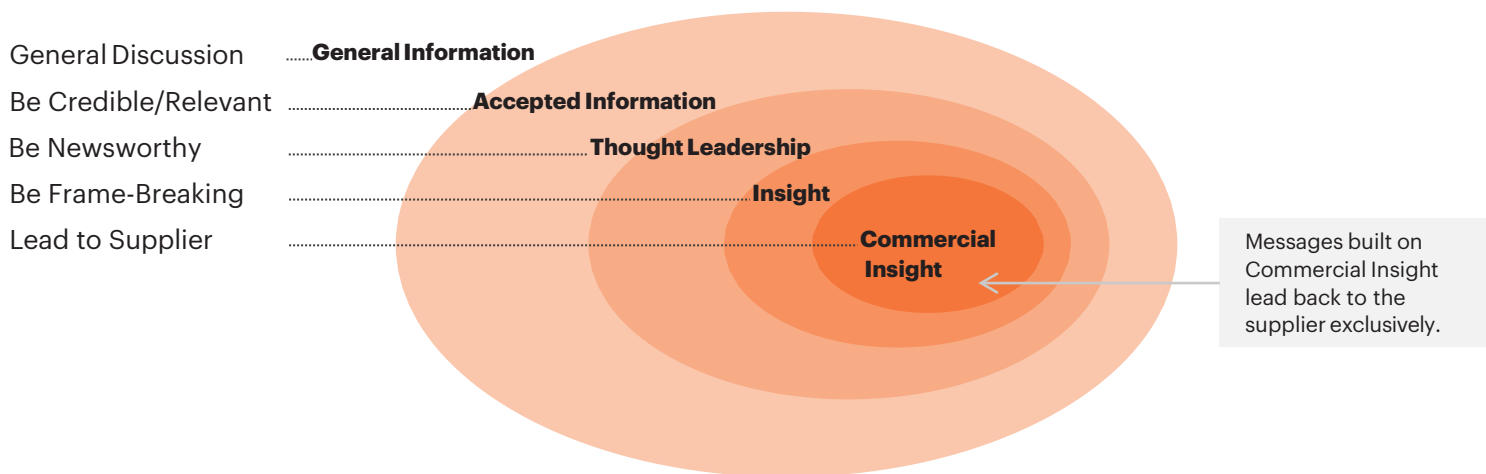 General Discussion General Information
Be Credible/Relevant Accepted Information
Be Newsworthy Thought Leadership
Be Frame-Breaking Insight
Lead to Supplier Commercial
Insight
Messages built on
Commercial Insight
lead back to the
supplier exclusively.